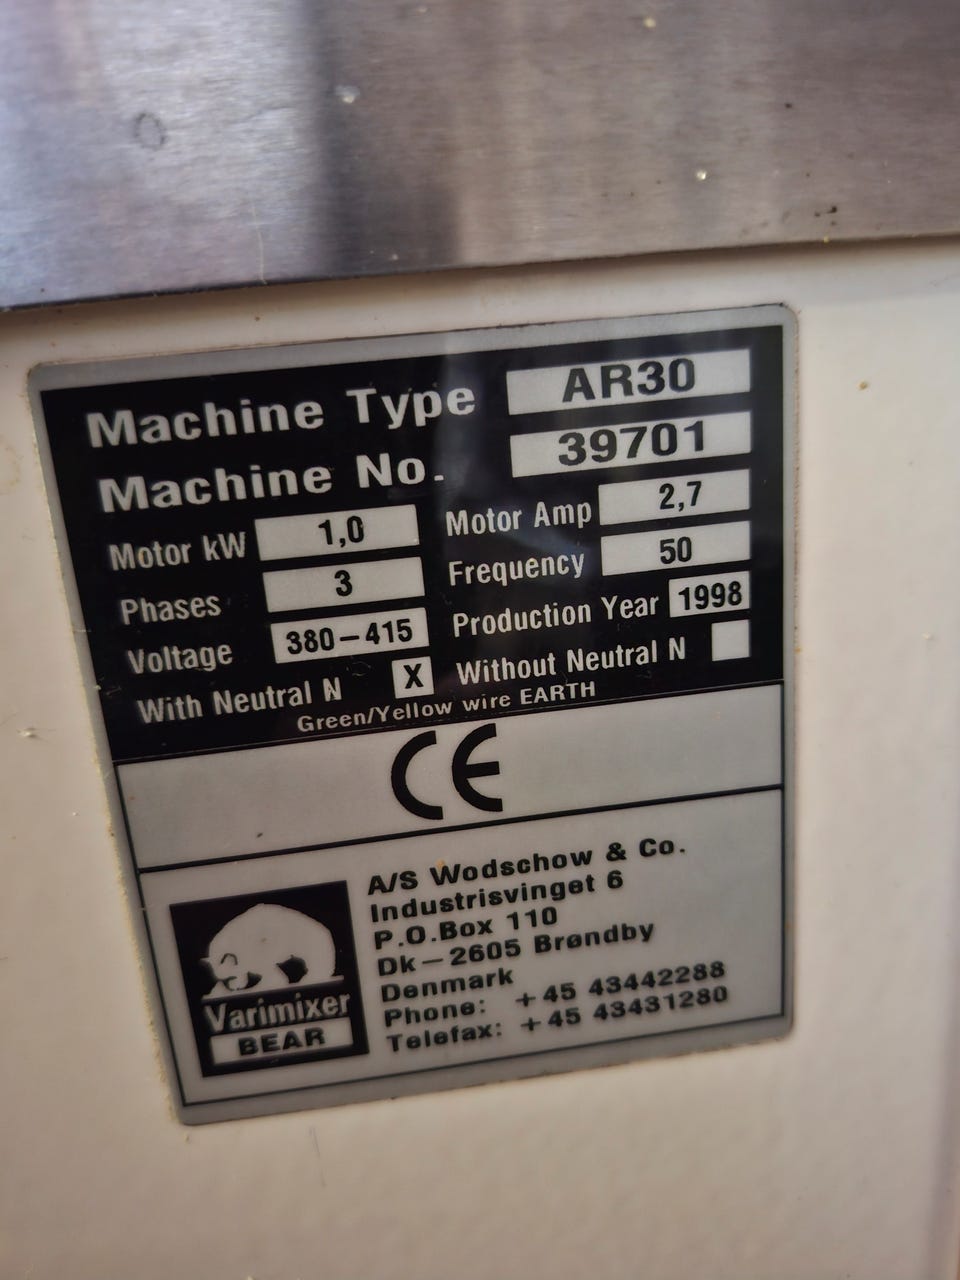 Machine Type AR30
Machine No. 39701
Motor kW 1,0 Motor Amp 2,7
Phases 3 Frequency 50
Voltage 380-415 Production Year 1998
With Neutral N X Without Neutral N
Green/Yellow wire EARTH
CE
A/S Wodschow & Co.
Industrisvinget 6
P.O.Box 110
Dk-2605 Brøndby
Denmark
Phone: +45 43442288
Telefax: +45 43431280
Varimixer
BEAR